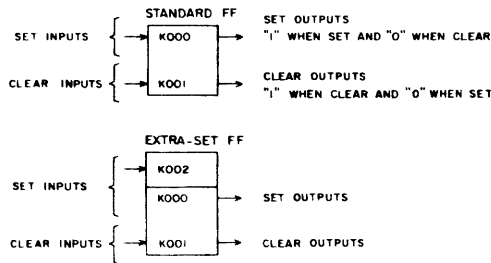 STANDARD FF
SET INPUTS
K000
SET OUTPUTS
"1" WHEN SET AND "0" WHEN CLEAR
CLEAR INPUTS
K001
CLEAR OUTPUTS
"1" WHEN CLEAR AND "0" WHEN SET
EXTRA-SET FF
SET INPUTS
K002
K000
SET OUTPUTS
CLEAR INPUTS
K001
CLEAR OUTPUTS